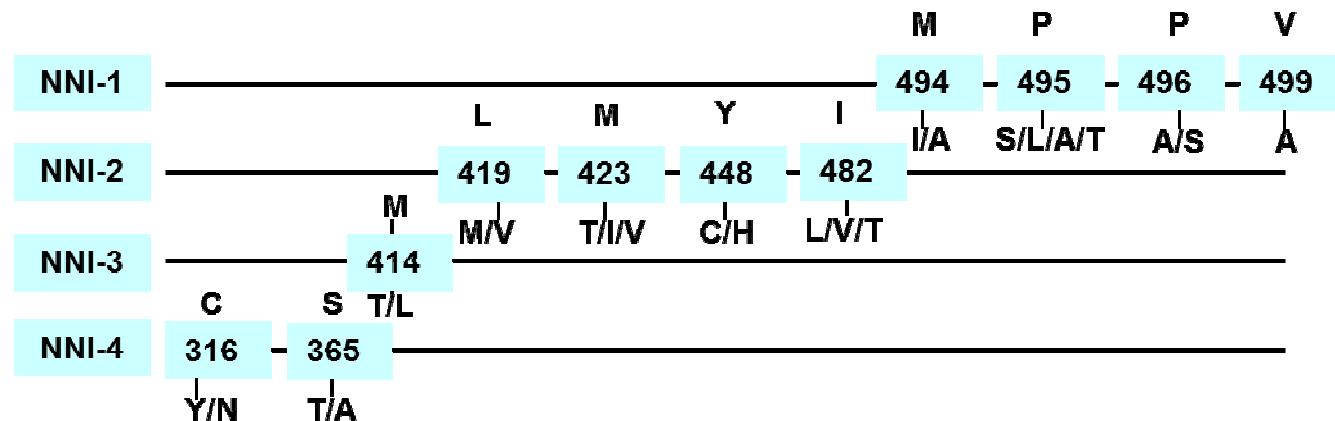 M P P V
NNI-1 494 495 496 499
I/A S/L/A/T A/S A
L M Y I
NNI-2 419 423 448 482
M/V T/I/V C/H L/V/T
M
NNI-3 414
T/L
C S
NNI-4 316 365
Y/N T/A